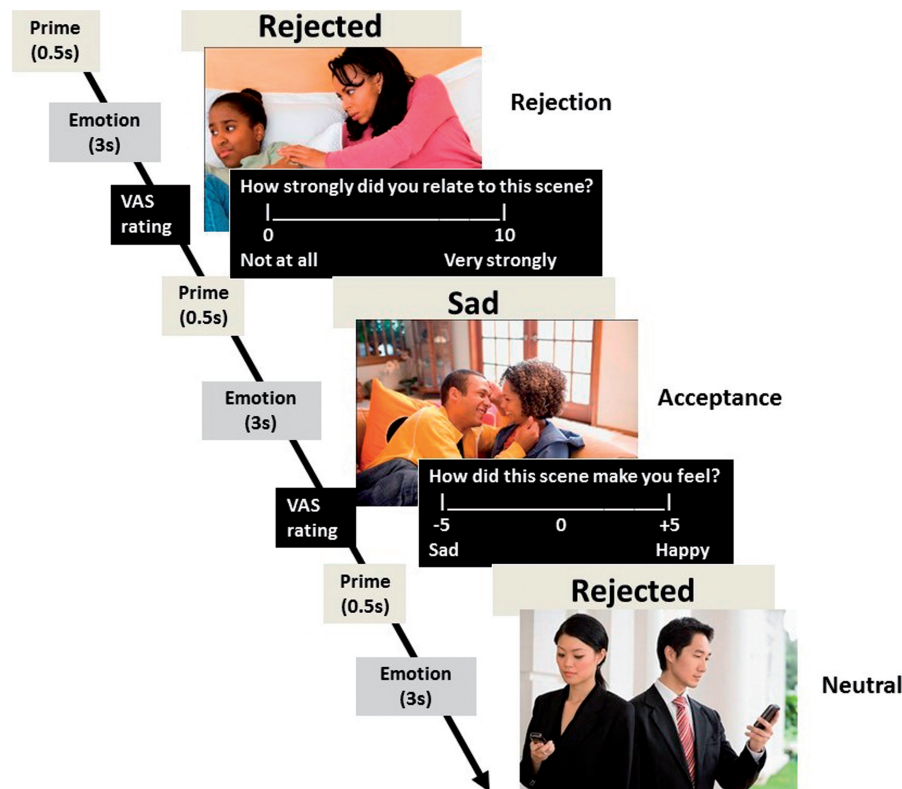 Prime
(0.5s)
Rejected
Rejection
Emotion
(3s)
VAS
rating
How strongly did you relate to this scene?
0 10
Not at all Very strongly
Prime
(0.5s)
Sad
Emotion
(3s)
Acceptance
VAS
rating
How did this scene make you feel?
-5 0 +5
Sad Happy
Prime
(0.5s)
Rejected
Emotion
(3s)
Neutral